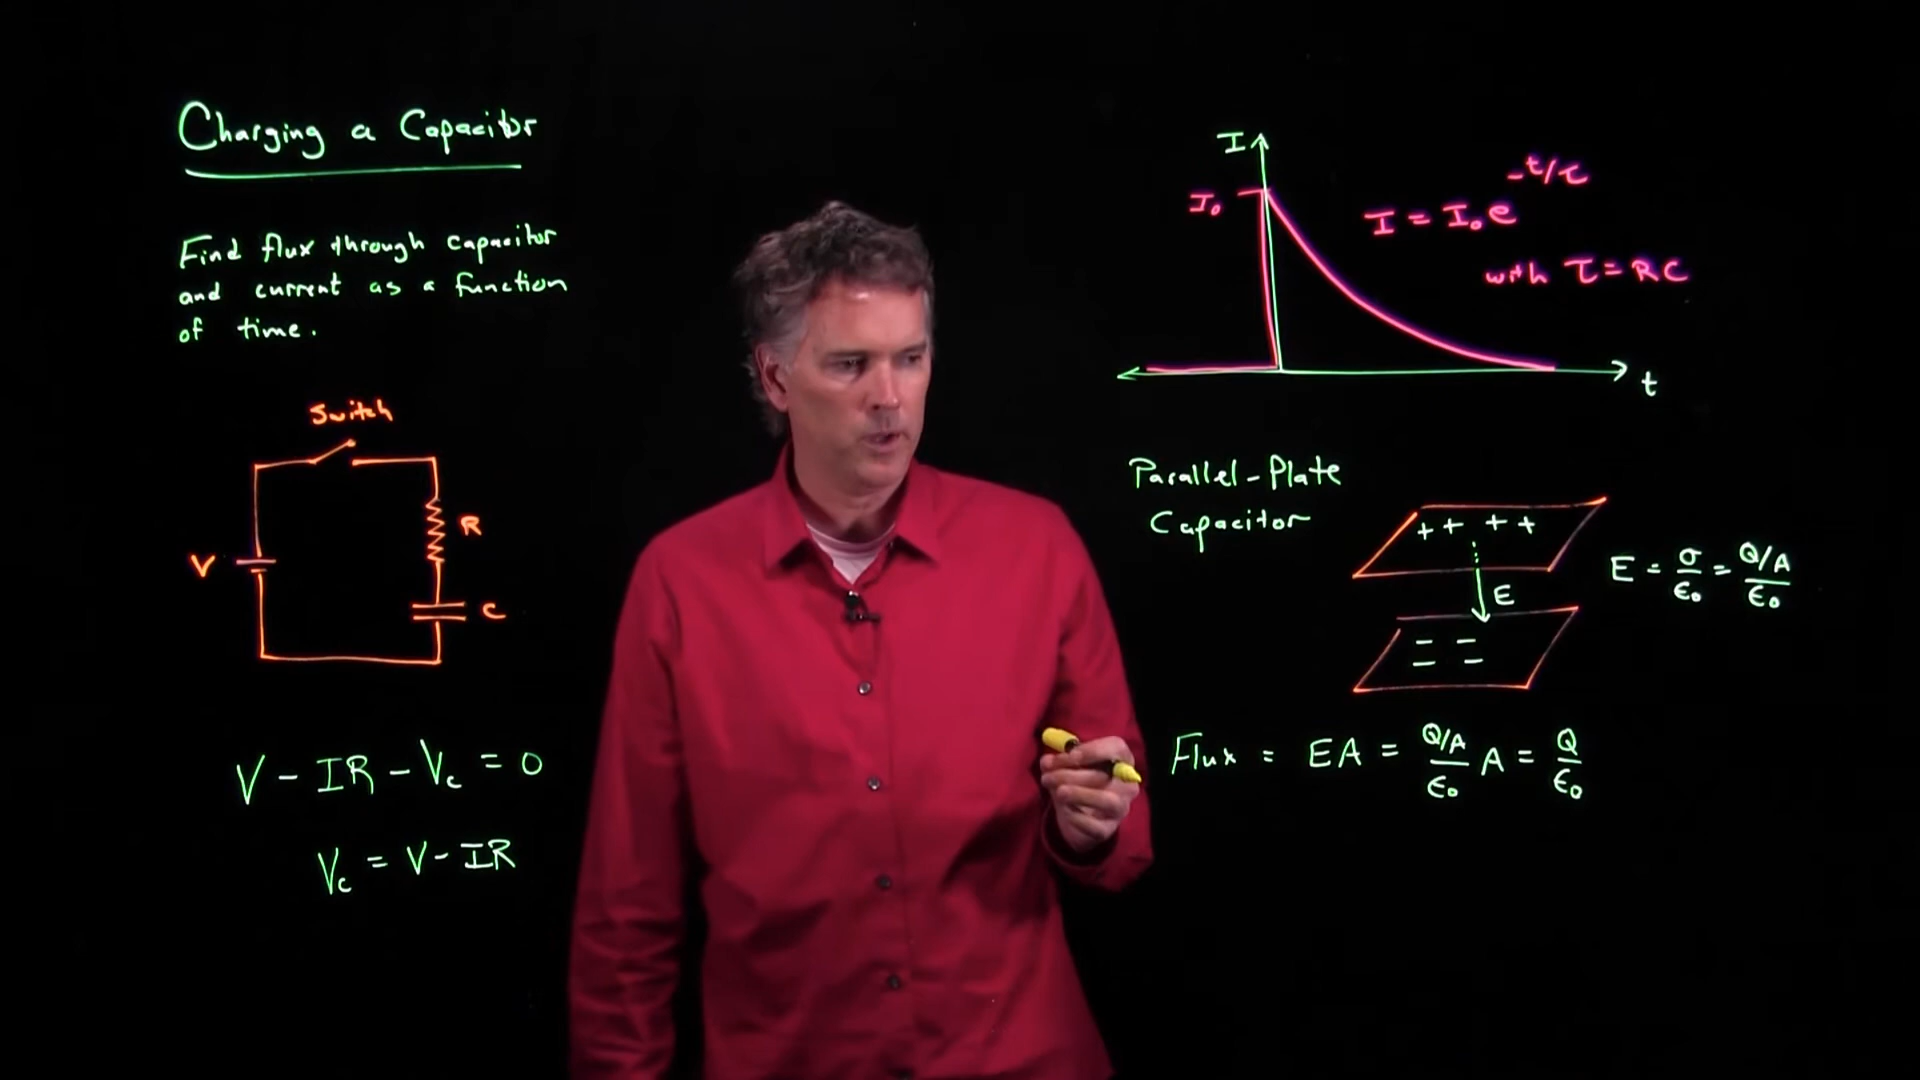 Charging a Capacitor
Find flux through capacitor
and current as a function
of time.
Switch
V
R
C
V - IR - Vc = 0
Vc = V - IR
I
I₀
I = I₀ e^(-t/τ)
with τ = RC
t
Parallel-Plate
Capacitor
+ + + +
E
- -
- -
E = σ/ε₀ = (Q/A)/ε₀
Flux = EA = (Q/A)/ε₀ A = Q/ε₀